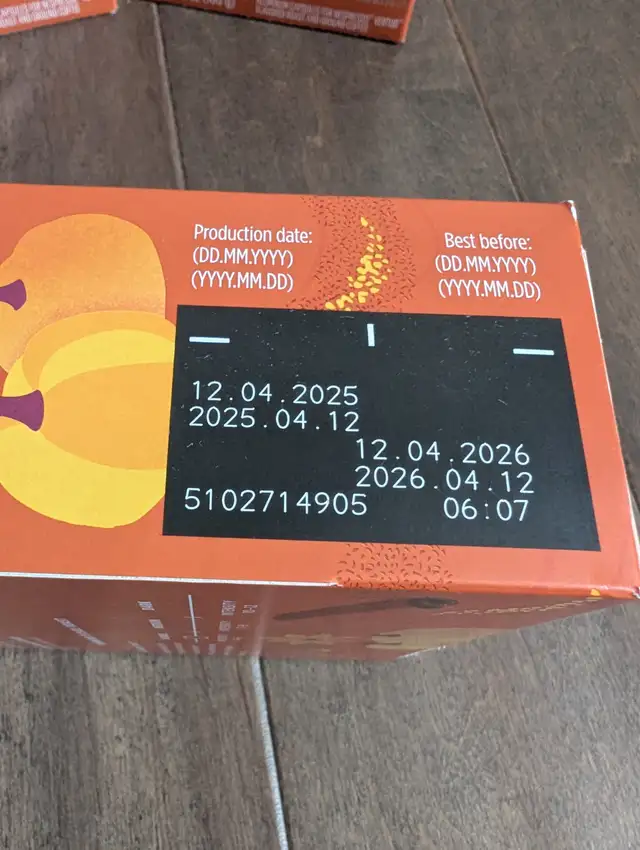 Production date:
(DD.MM.YYYY)
(YYYY.MM.DD)
Best before:
(DD.MM.YYYY)
(YYYY.MM.DD)
12.04.2025
2025.04.12
12.04.2026
2026.04.12
5102714905 06:07